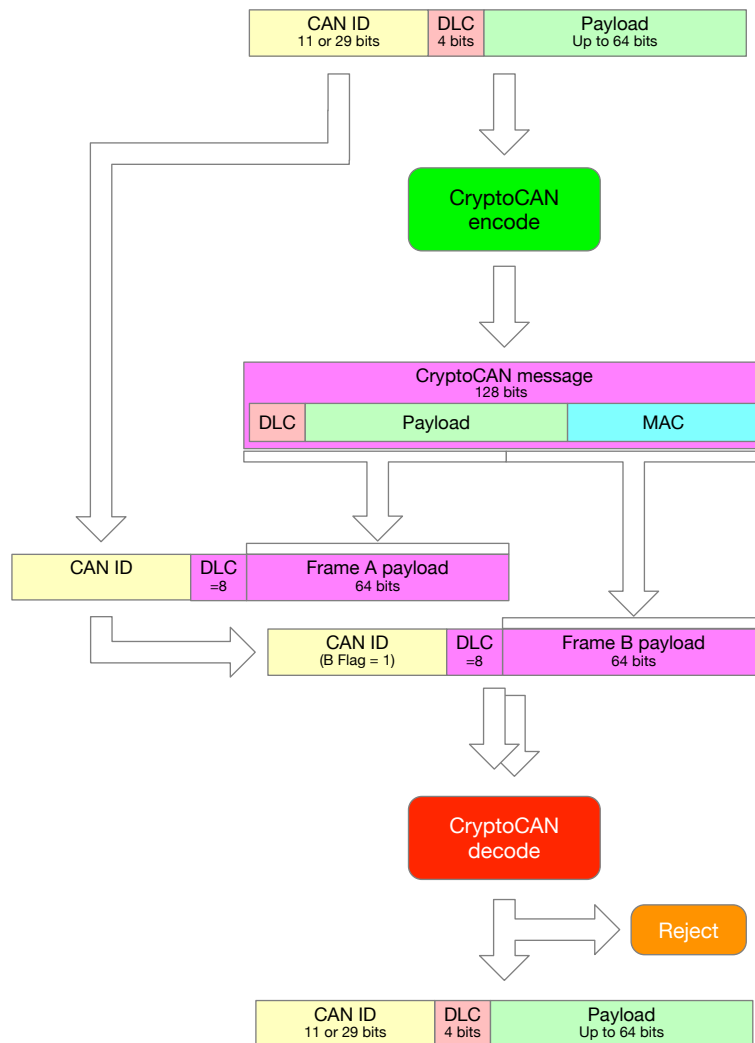 CAN ID DLC Payload
11 or 29 bits 4 bits Up to 64 bits
CryptoCAN
encode
CryptoCAN message
128 bits
DLC Payload MAC
CAN ID DLC Frame A payload
=8 64 bits
CAN ID DLC Frame B payload
(B Flag = 1) =8 64 bits
CryptoCAN
decode
Reject
CAN ID DLC Payload
11 or 29 bits 4 bits Up to 64 bits